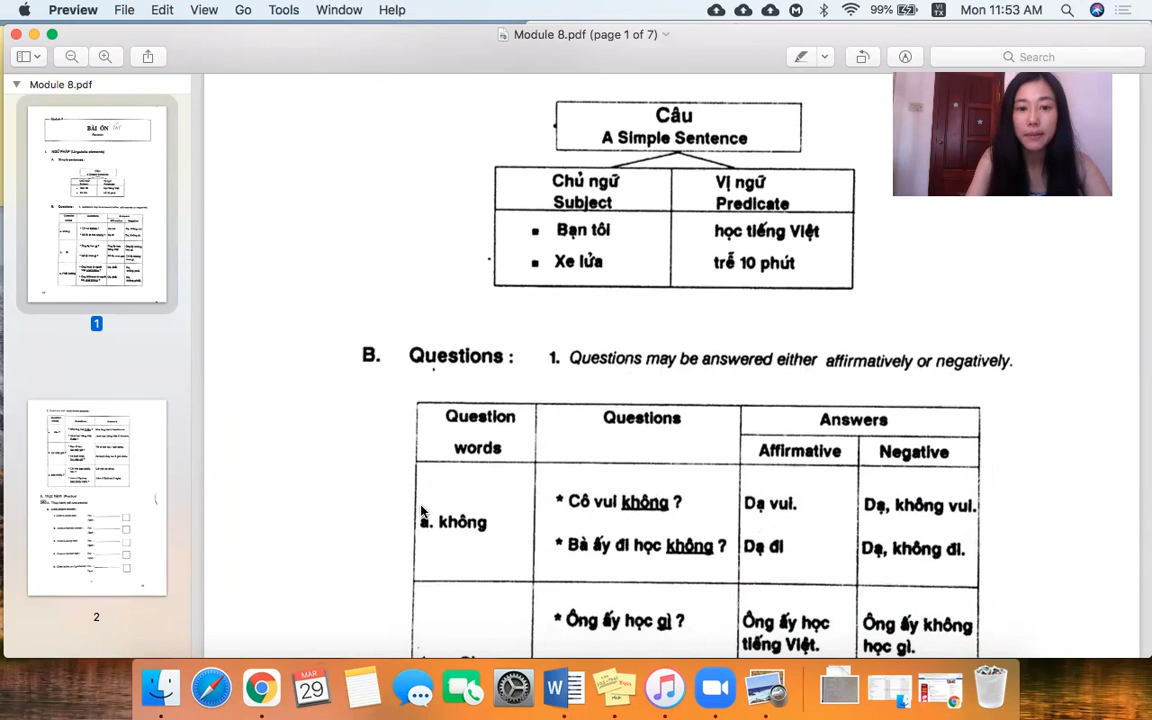 Preview File Edit View Go Tools Window Help 99% VI TX Mon 11:53 AM
Module 8.pdf (page 1 of 7)
Search
Module 8.pdf
BÀI ÔN
1
2
Câu
A Simple Sentence
Chủ ngữ Vị ngữ
Subject Predicate
▪ Bạn tôi học tiếng Việt
▪ Xe lửa trễ 10 phút
B. Questions : 1. Questions may be answered either affirmatively or negatively.
Question words
Questions
Answers
Affirmative Negative
a. không
* Cô vui không ? Dạ vui. Dạ, không vui.
* Bà ấy đi học không ? Dạ đi Dạ, không đi.
* Ông ấy học gì ? Ông ấy học Ông ấy không
tiếng Việt. học gì.
MAR
29